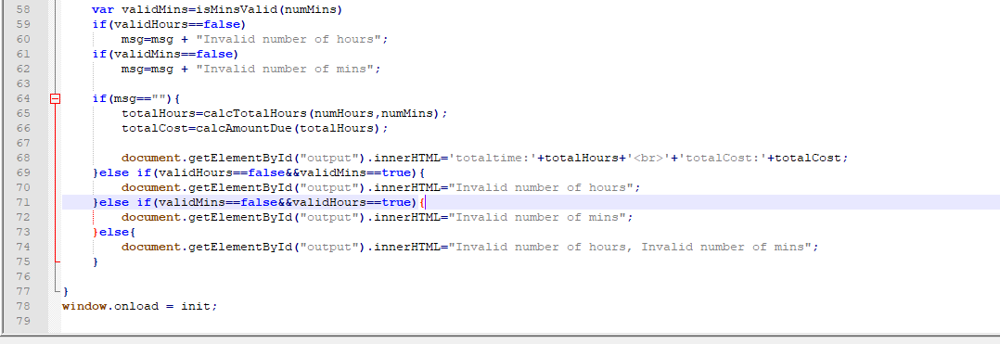 58 var validMins=isMinsValid(numMins)
59 if(validHours==false)
60 msg=msg + "Invalid number of hours";
61 if(validMins==false)
62 msg=msg + "Invalid number of mins";
63
64 if(msg==""){
65 totalHours=calcTotalHours(numHours,numMins);
66 totalCost=calcAmountDue(totalHours);
67
68 document.getElementById("output").innerHTML='totaltime:'+totalHours+'<br>'+'totalCost:'+totalCost;
69 }else if(validHours==false&&validMins==true){
70 document.getElementById("output").innerHTML="Invalid number of hours";
71 }else if(validMins==false&&validHours==true){
72 document.getElementById("output").innerHTML="Invalid number of mins";
73 }else{
74 document.getElementById("output").innerHTML="Invalid number of hours, Invalid number of mins";
75 }
76
77 }
78 window.onload = init;
79